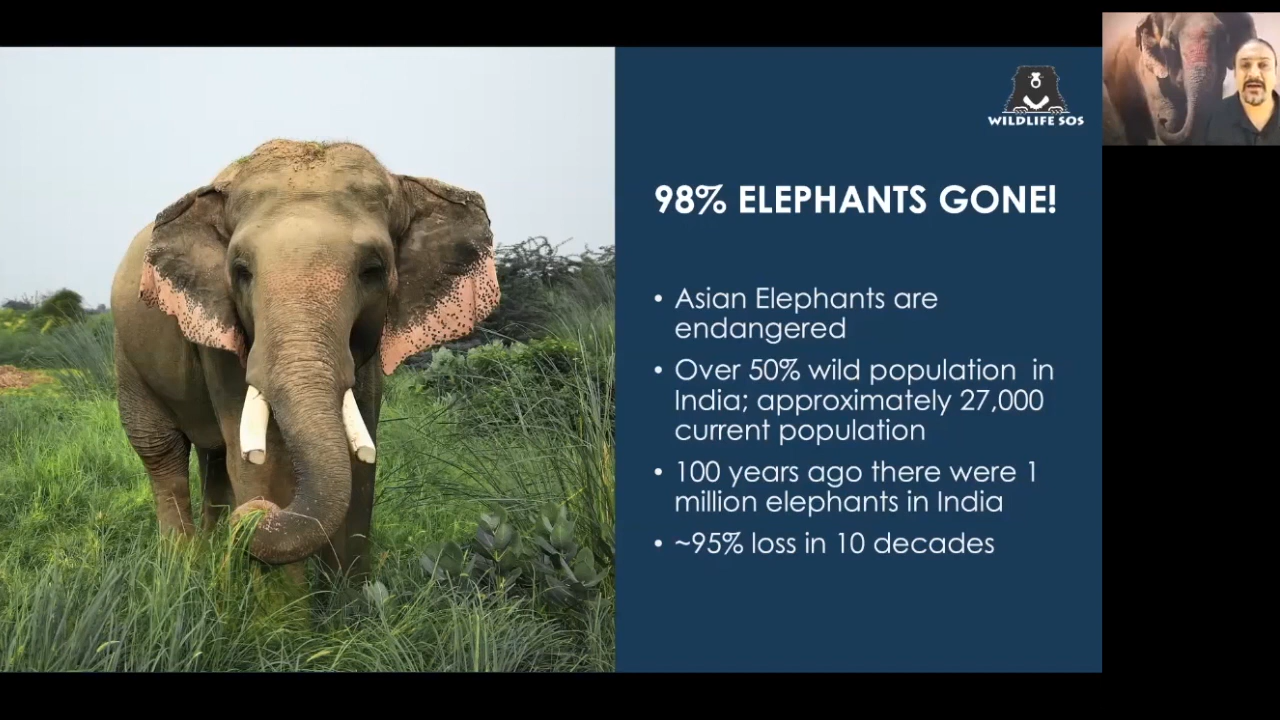 WILDLIFE SOS
98% ELEPHANTS GONE!
• Asian Elephants are
endangered
• Over 50% wild population in
India; approximately 27,000
current population
• 100 years ago there were 1
million elephants in India
• ~95% loss in 10 decades